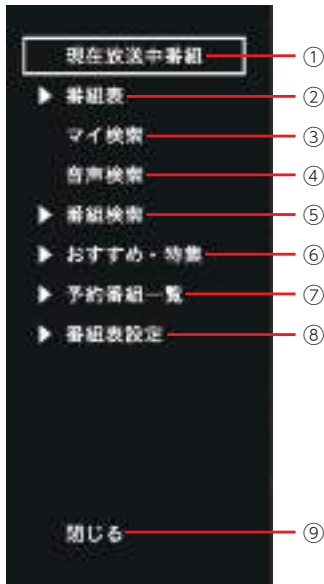 現在放送中番組 ①
▶ 番組表 ②
マイ検索 ③
音声検索 ④
▶ 番組検索 ⑤
▶ おすすめ・特集 ⑥
▶ 予約番組一覧 ⑦
▶ 番組表設定 ⑧
閉じる ⑨